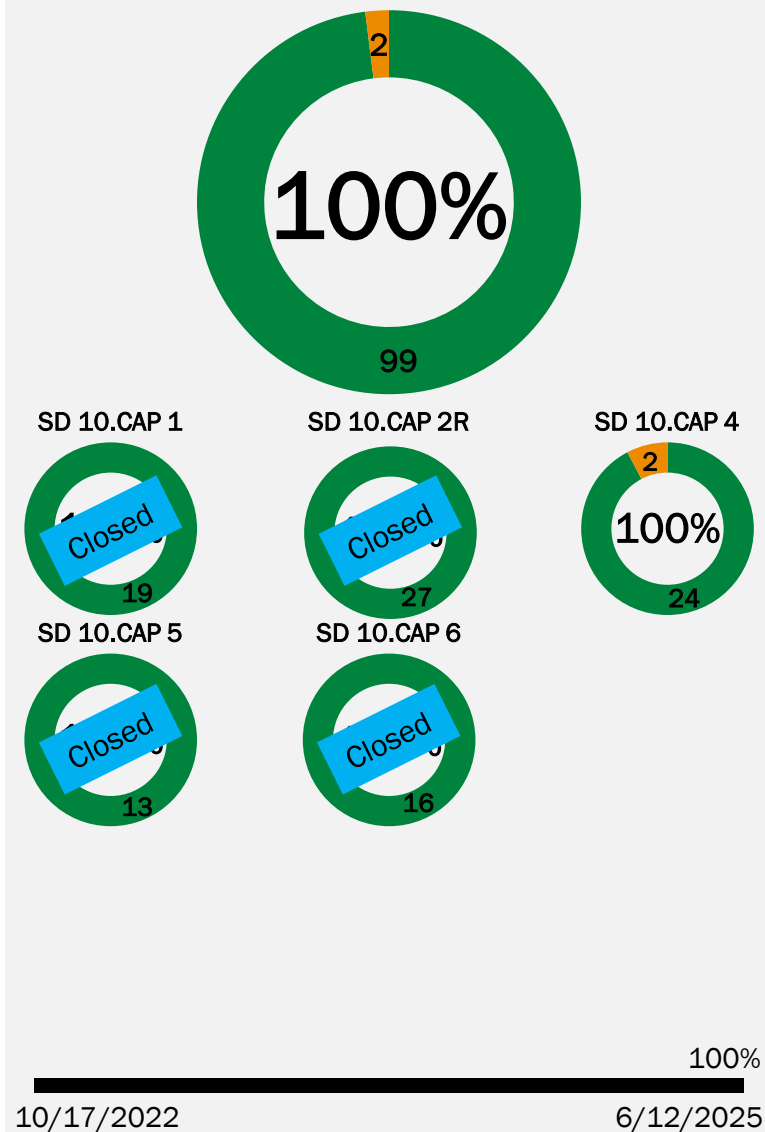 2
100%
99
SD 10.CAP 1
SD 10.CAP 2R
SD 10.CAP 4
Closed
19
Closed
27
2
100%
24
SD 10.CAP 5
SD 10.CAP 6
Closed
13
Closed
16
100%
10/17/2022
6/12/2025